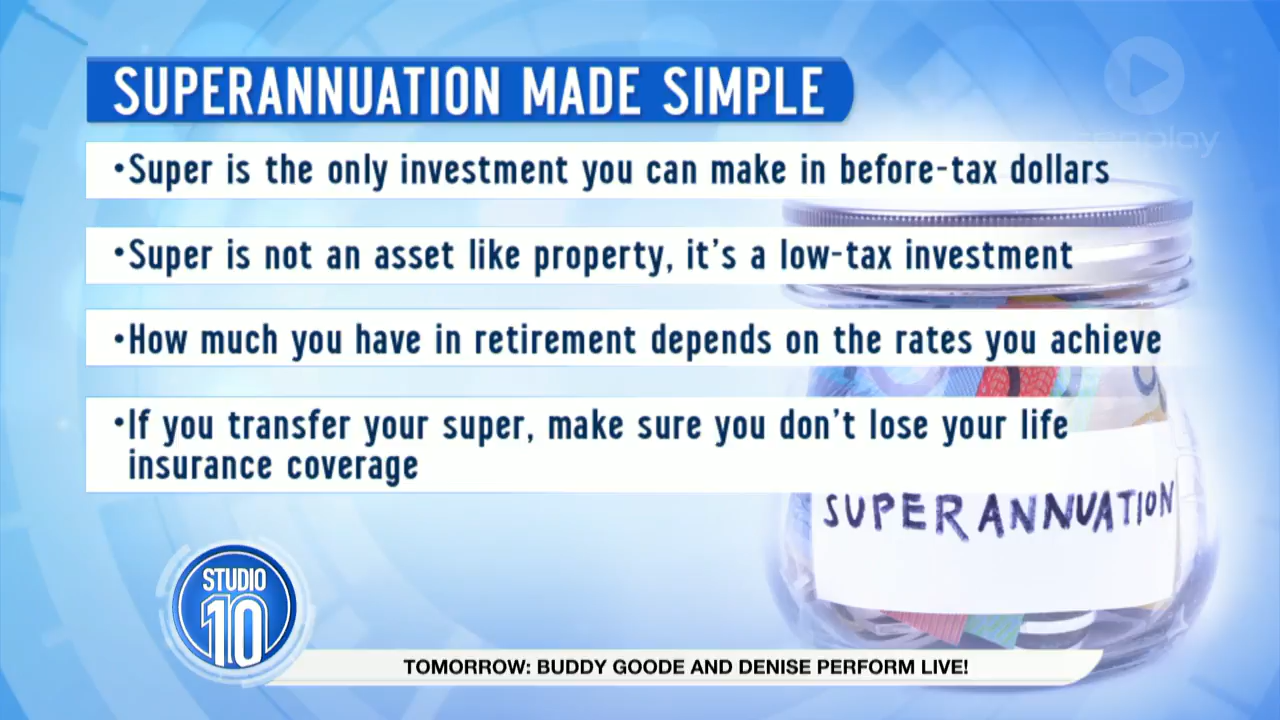 SUPERANNUATION MADE SIMPLE
tenplay
•Super is the only investment you can make in before-tax dollars
•Super is not an asset like property, it's a low-tax investment
•How much you have in retirement depends on the rates you achieve
•If you transfer your super, make sure you don't lose your life
insurance coverage
SUPERANNUATION
STUDIO
10
TOMORROW: BUDDY GOODE AND DENISE PERFORM LIVE!